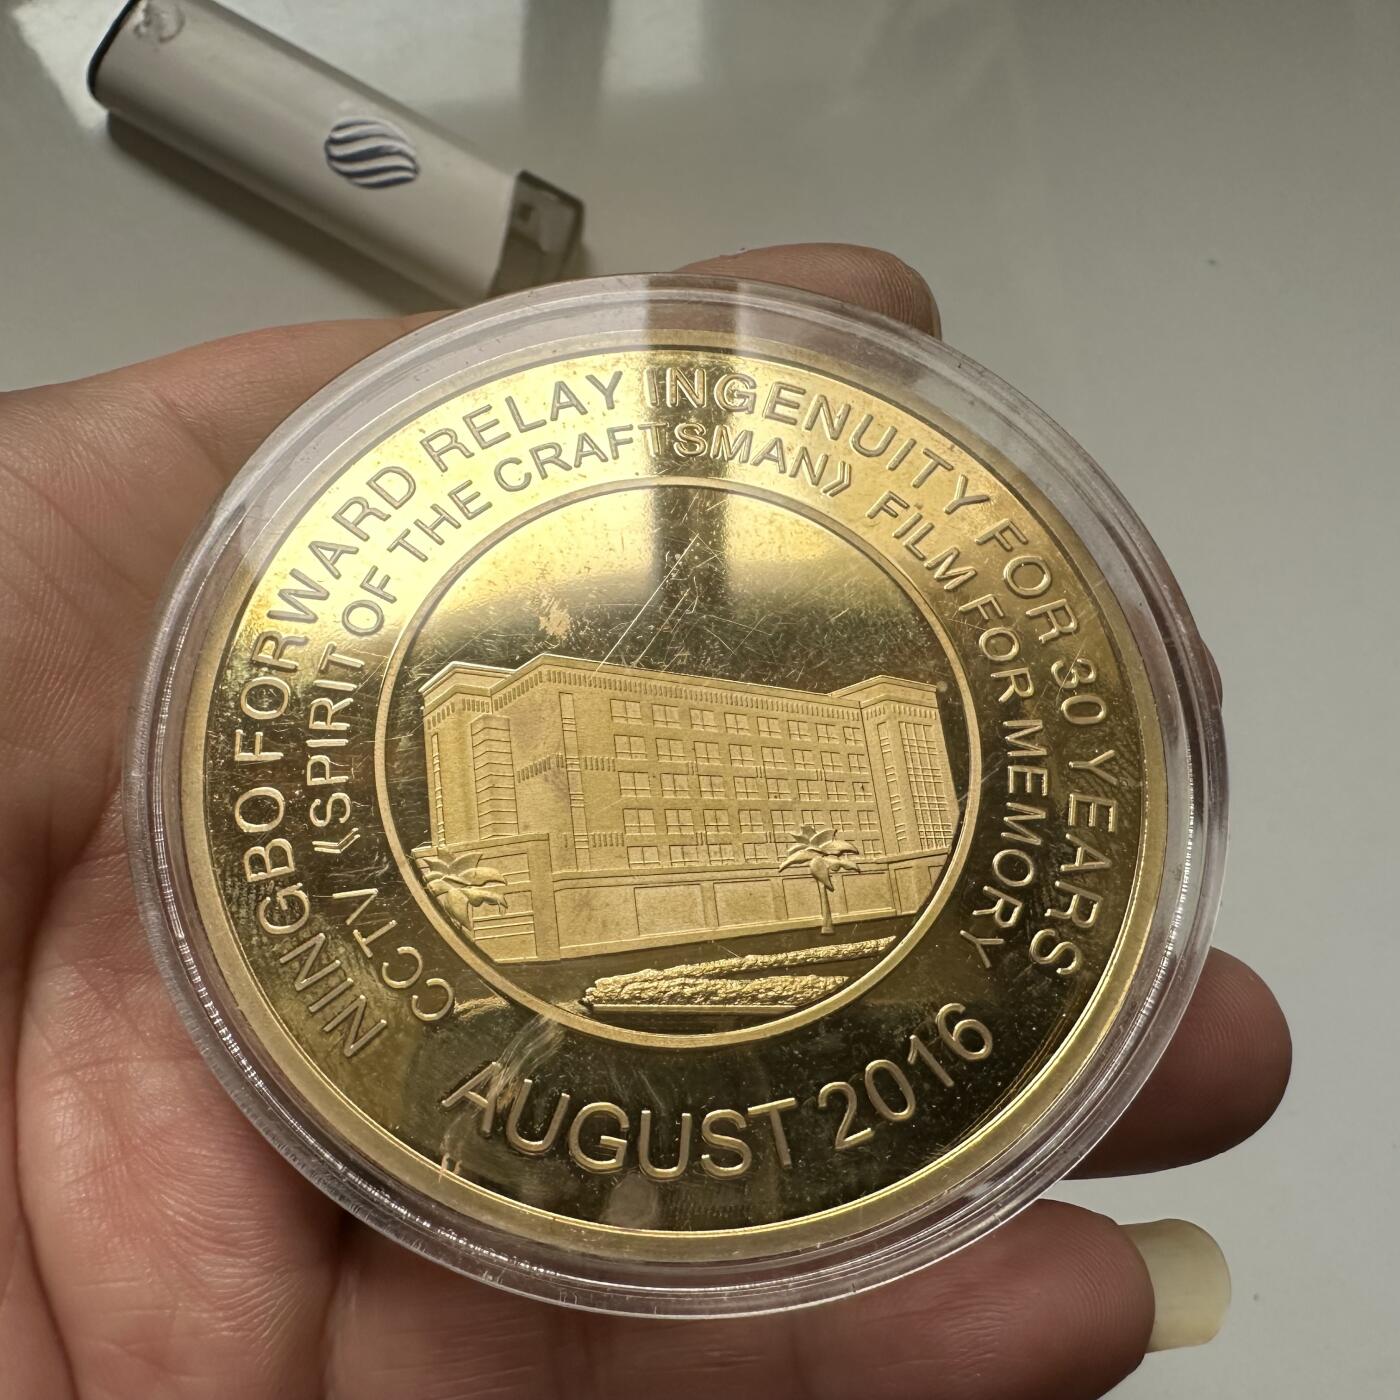 NINGBO FORWARD RELAY INGENUITY FOR 30 YEARS
CCTV 《SPIRIT OF THE CRAFTSMAN》 FILM FOR MEMORY
AUGUST 2016